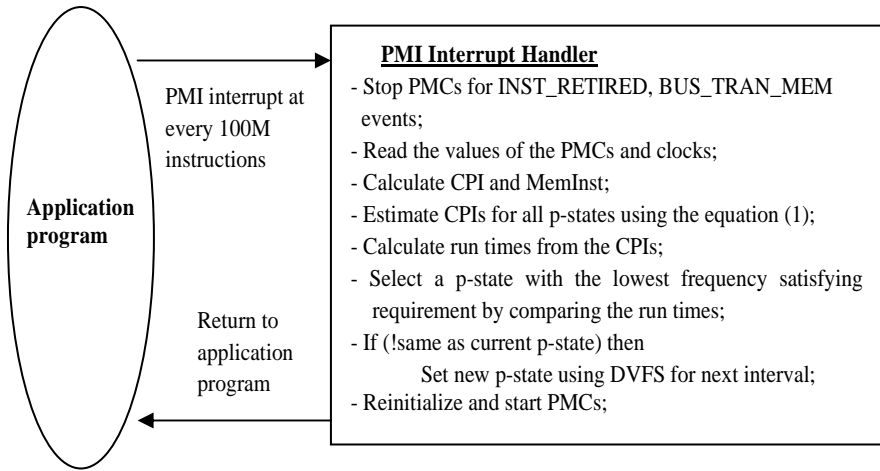 Application
program
PMI interrupt at
every 100M
instructions
Return to
application
program
PMI Interrupt Handler
- Stop PMCs for INST_RETIRED, BUS_TRAN_MEM
events;
- Read the values of the PMCs and clocks;
- Calculate CPI and MemInst;
- Estimate CPIs for all p-states using the equation (1);
- Calculate run times from the CPIs;
- Select a p-state with the lowest frequency satisfying
requirement by comparing the run times;
- If (!same as current p-state) then
Set new p-state using DVFS for next interval;
- Reinitialize and start PMCs;